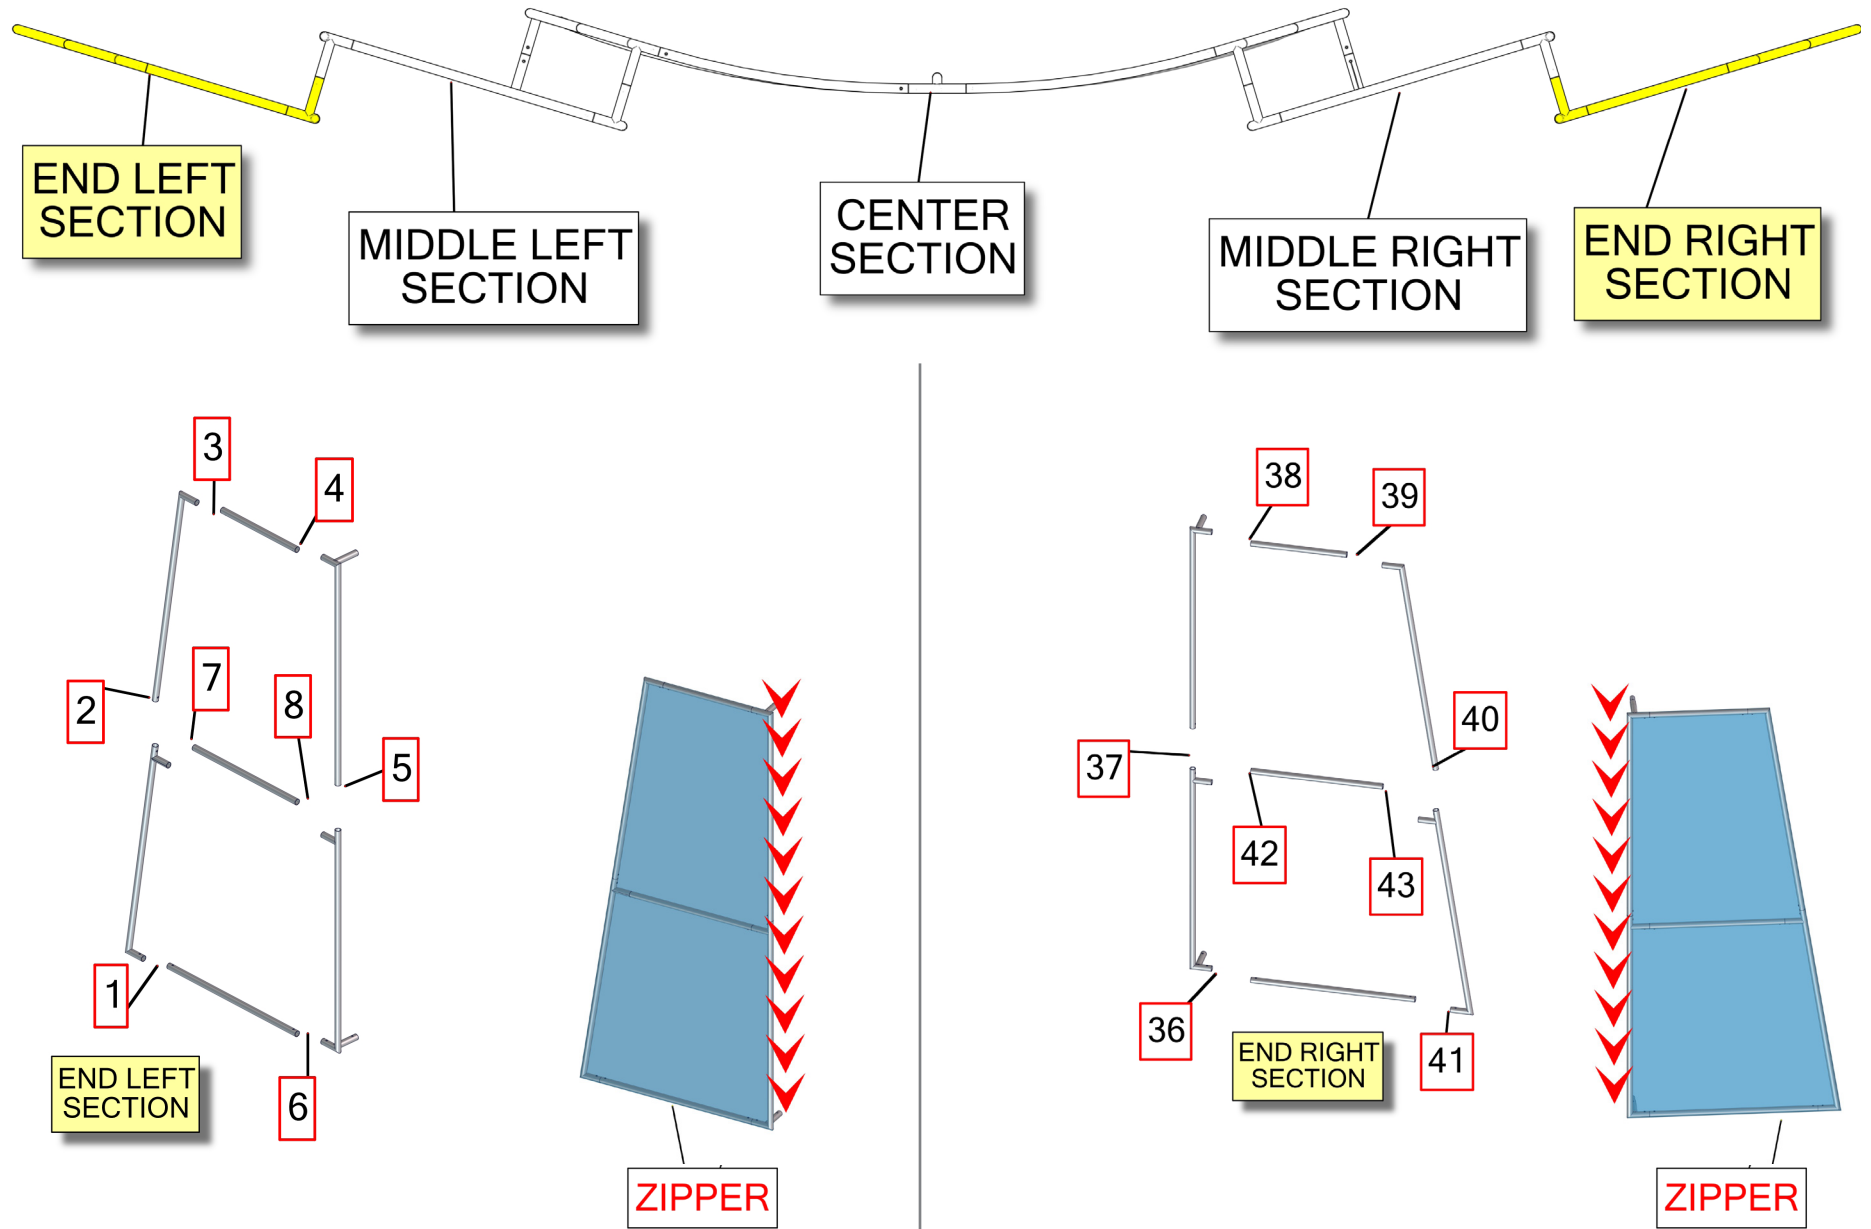 END LEFT
SECTION
MIDDLE LEFT
SECTION
CENTER
SECTION
MIDDLE RIGHT
SECTION
END RIGHT
SECTION
3
4
2
7
8
5
1
6
END LEFT
SECTION
ZIPPER
38
39
37
40
42
43
36
41
END RIGHT
SECTION
ZIPPER